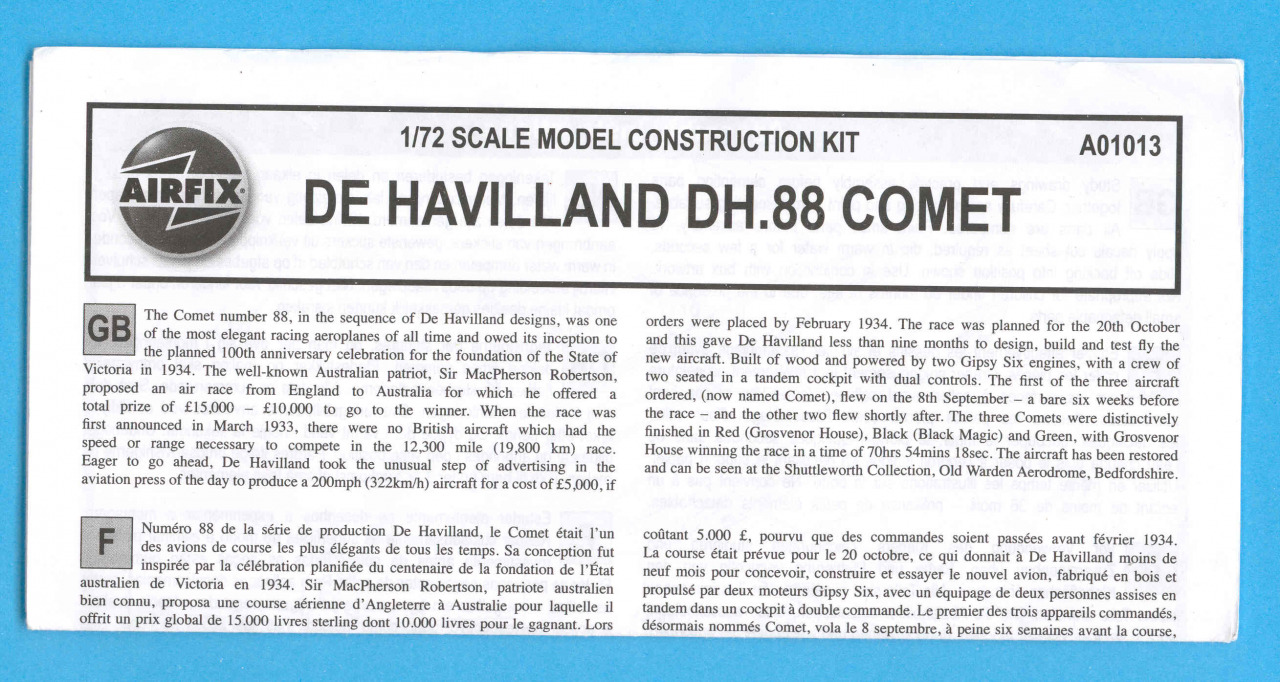 1/72 SCALE MODEL CONSTRUCTION KIT
A01013
AIRFIX
DE HAVILLAND DH.88 COMET
GB
The Comet number 88, in the sequence of De Havilland designs, was one
of the most elegant racing aeroplanes of all time and owed its inception to
the planned 100th anniversary celebration for the foundation of the State of
Victoria in 1934. The well-known Australian patriot, Sir MacPherson Robertson,
proposed an air race from England to Australia for which he offered a
total prize of £15,000 – £10,000 to go to the winner. When the race was
first announced in March 1933, there were no British aircraft which had the
speed or range necessary to compete in the 12,300 mile (19,800 km) race.
Eager to go ahead, De Havilland took the unusual step of advertising in the
aviation press of the day to produce a 200mph (322km/h) aircraft for a cost of £5,000, if
orders were placed by February 1934. The race was planned for the 20th October
and this gave De Havilland less than nine months to design, build and test fly the
new aircraft. Built of wood and powered by two Gipsy Six engines, with a crew of
two seated in a tandem cockpit with dual controls. The first of the three aircraft
ordered, (now named Comet), flew on the 8th September – a bare six weeks before
the race – and the other two flew shortly after. The three Comets were distinctively
finished in Red (Grosvenor House), Black (Black Magic) and Green, with Grosvenor
House winning the race in a time of 70hrs 54mins 18sec. The aircraft has been restored
and can be seen at the Shuttleworth Collection, Old Warden Aerodrome, Bedfordshire.
F
Numéro 88 de la série de production De Havilland, le Comet était l'un
des avions de course les plus élégants de tous les temps. Sa conception fut
inspirée par la célébration planifiée du centenaire de la fondation de l'État
australien de Victoria en 1934. Sir MacPherson Robertson, patriote australien
bien connu, proposa une course aérienne d'Angleterre à Australie pour laquelle il
offrit un prix global de 15.000 livres sterling dont 10.000 livres pour le gagnant. Lors
coûtant 5.000 £, pourvu que des commandes soient passées avant février 1934.
La course était prévue pour le 20 octobre, ce qui donnait à De Havilland moins de
neuf mois pour concevoir, construire et essayer le nouvel avion, fabriqué en bois et
propulsé par deux moteurs Gipsy Six, avec un équipage de deux personnes assises en
tandem dans un cockpit à double commande. Le premier des trois appareils commandés,
désormais nommés Comet, vola le 8 septembre, à peine six semaines avant la course,